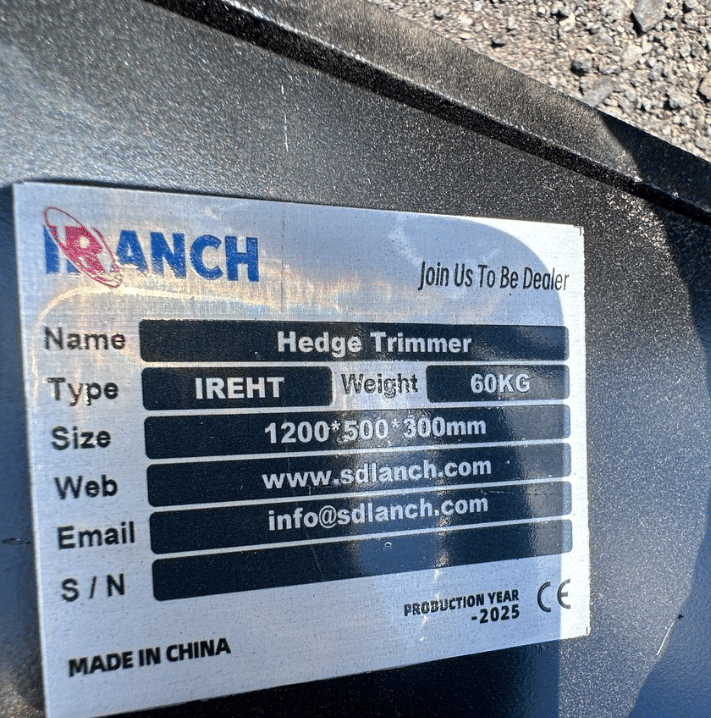 IRANCH
Join Us To Be Dealer
Name Hedge Trimmer
Type IREHT Weight 60KG
Size 1200*500*300mm
Web www.sdlanch.com
Email info@sdlanch.com
S / N
PRODUCTION YEAR
-2025
CE
MADE IN CHINA